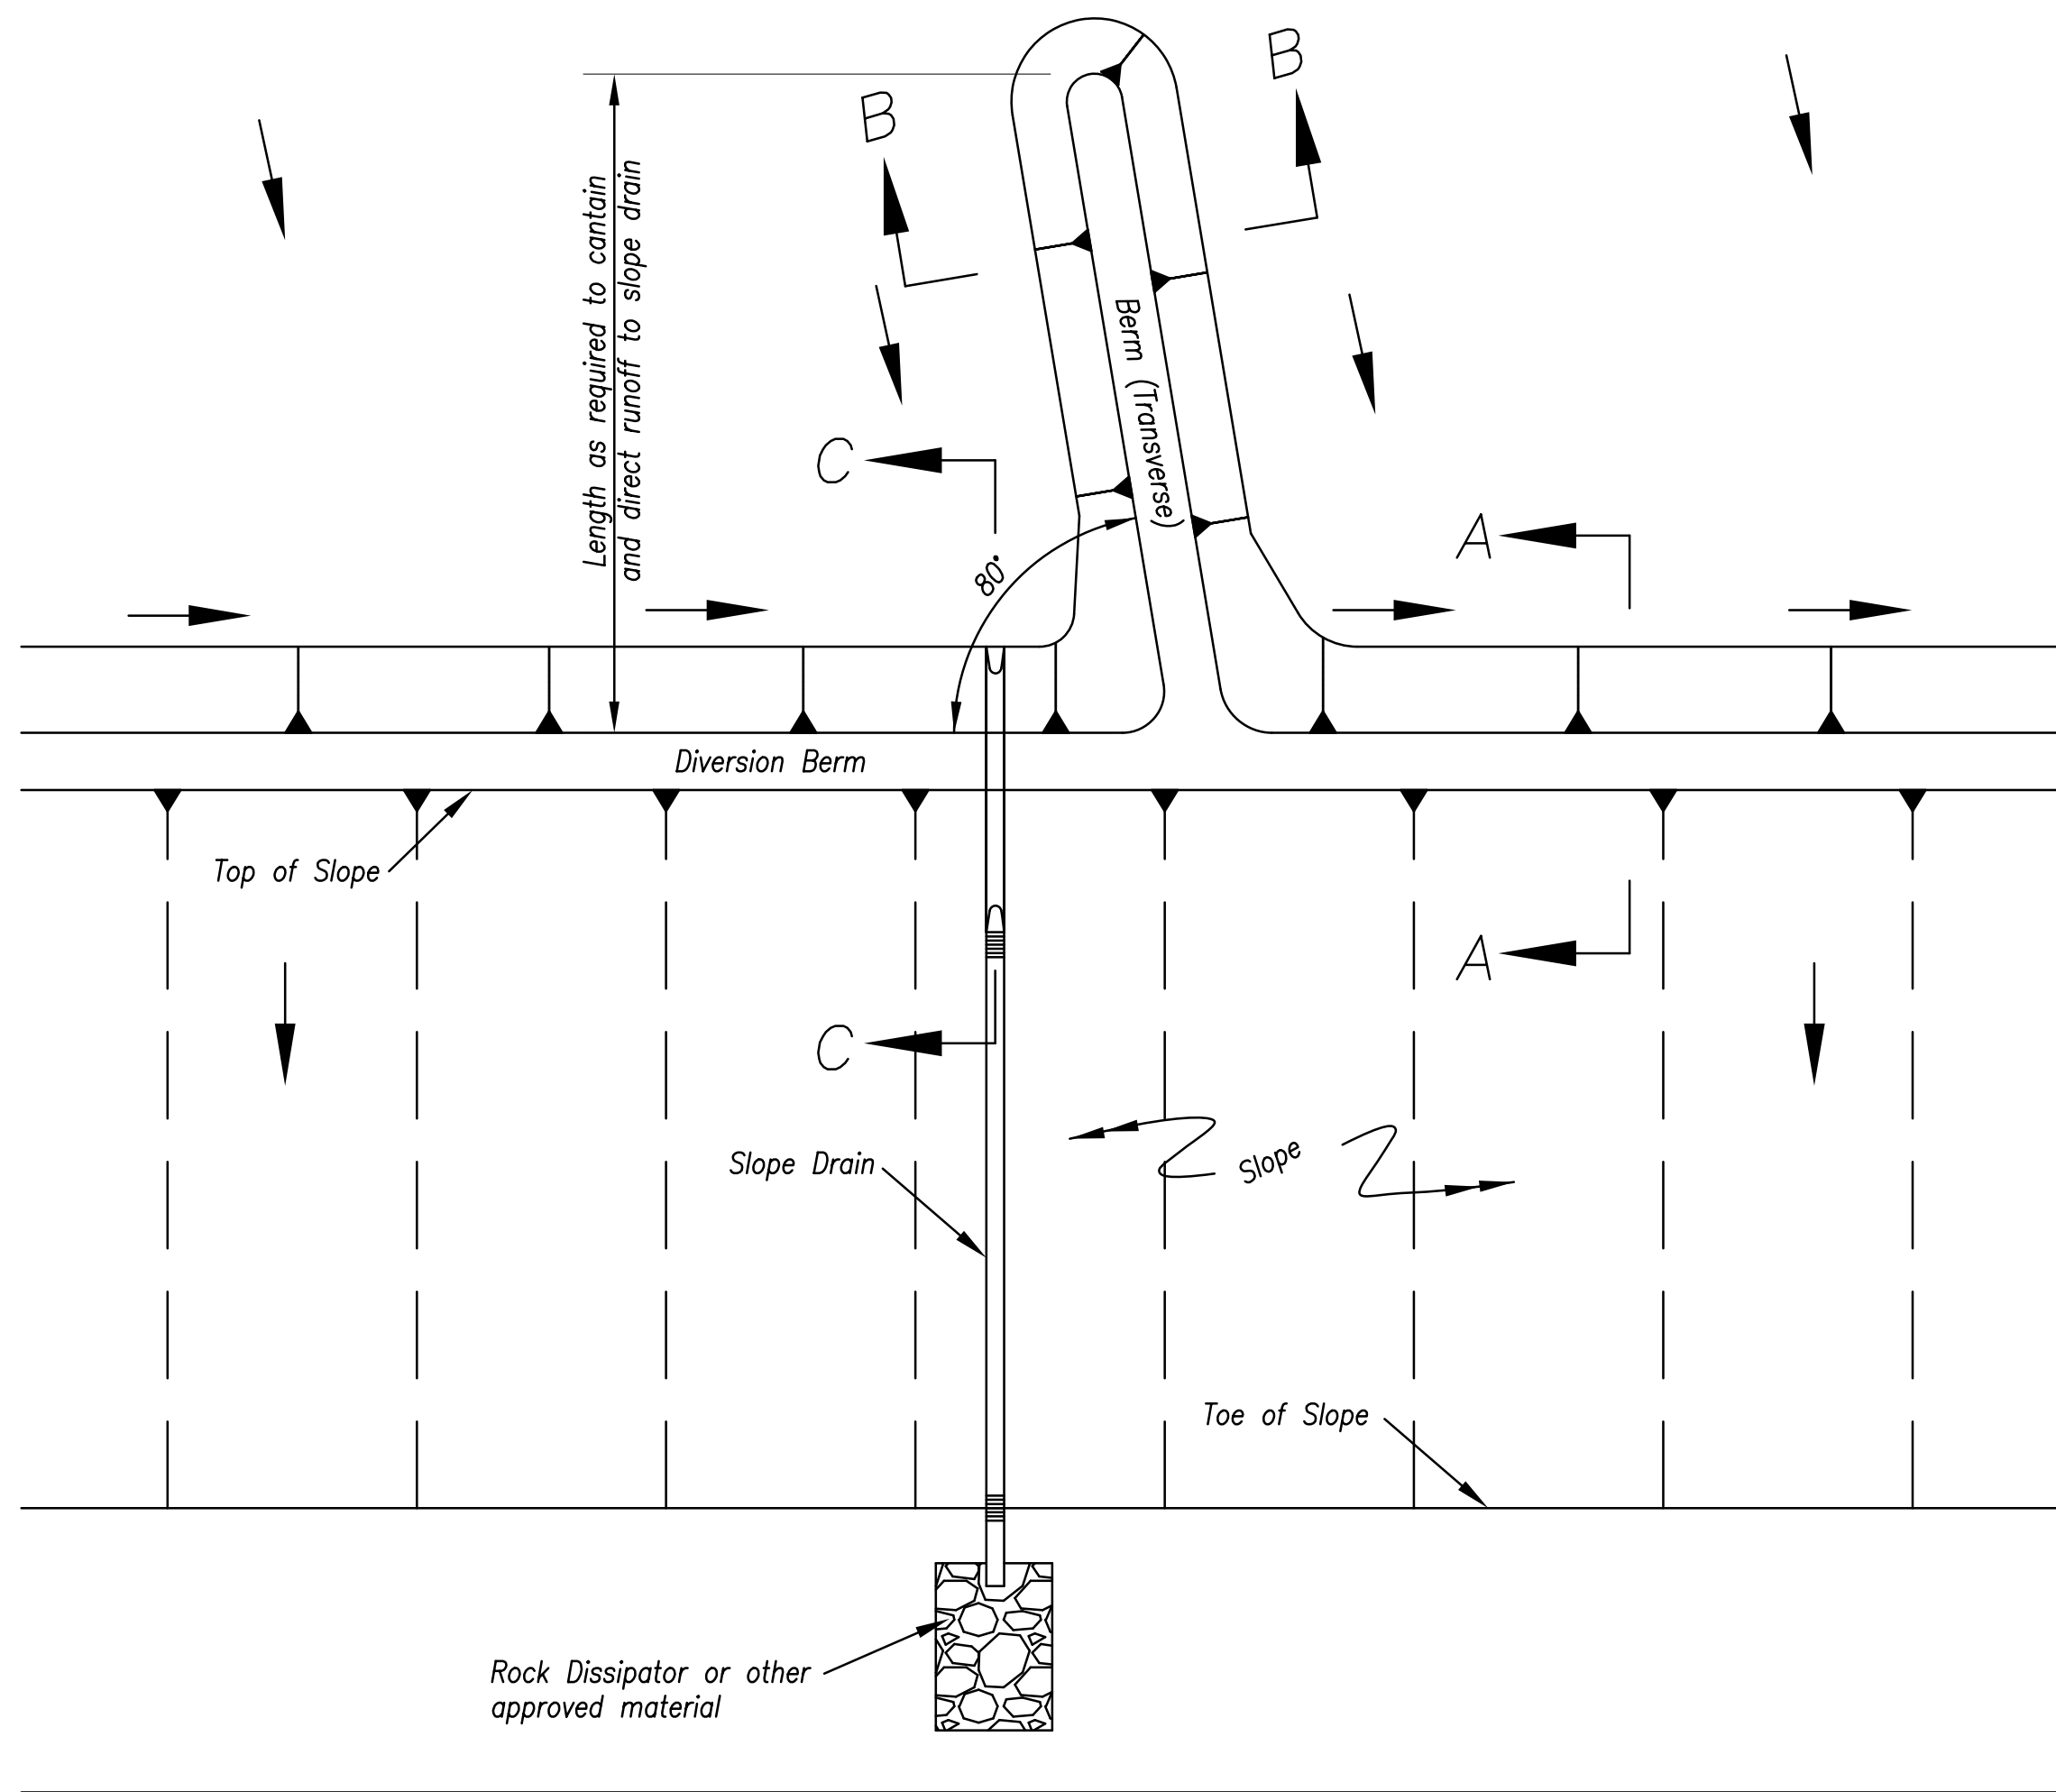 B
B
Length as required to cantain
and direct runoff to slope drain
Berm (Transverse)
C
80°
A
Diversion Berm
Top of Slope
A
C
Slope Drain
Slope
Toe of Slope
Rock Dissipator or other
approved material